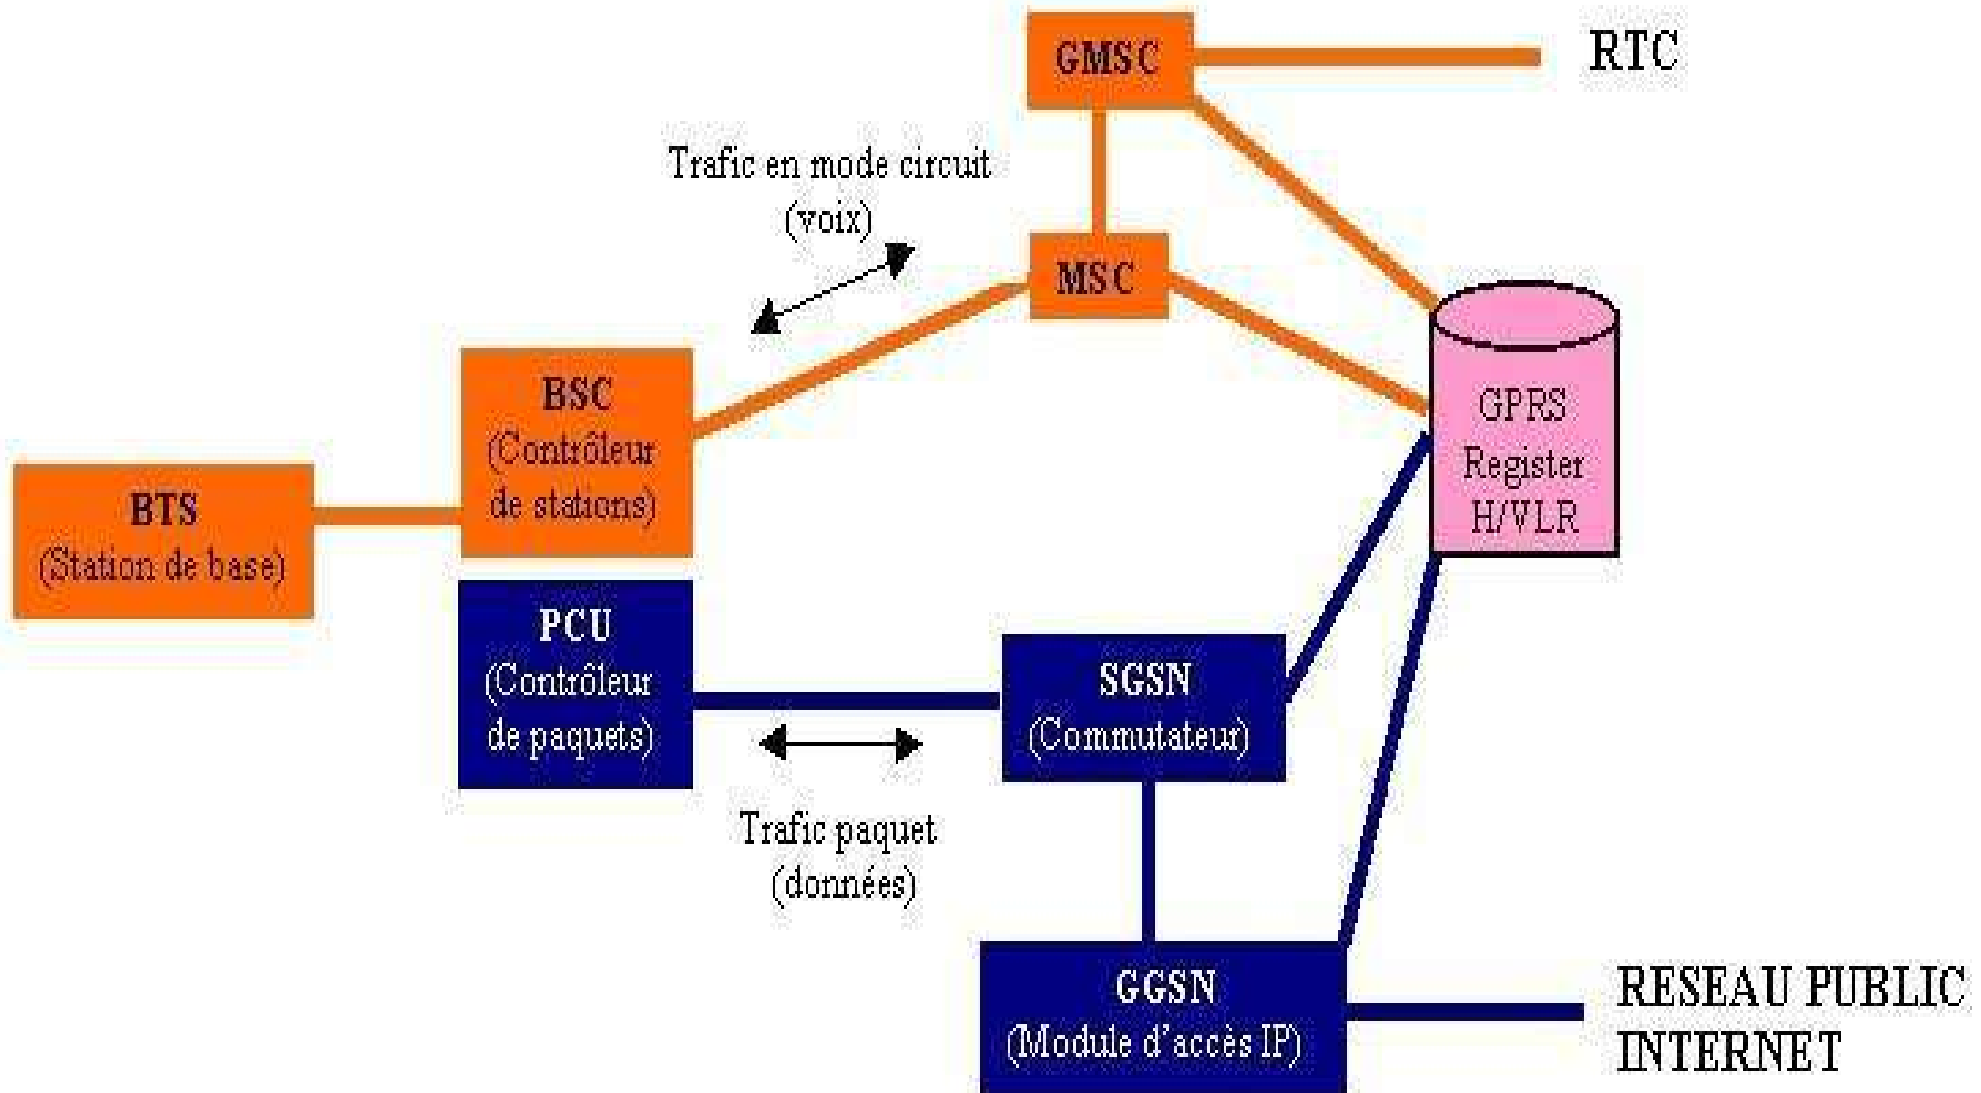 GMSC
RTC
Trafic en mode circuit
(voix)
MSC
BSC
(Contrôleur
de stations)
GPRS
Register
H/VLR
BTS
(Station de base)
PCU
(Contrôleur
de paquets)
SGSN
(Commutateur)
Trafic paquet
(données)
GGSN
(Module d'accès IP)
RESEAU PUBLIC
INTERNET